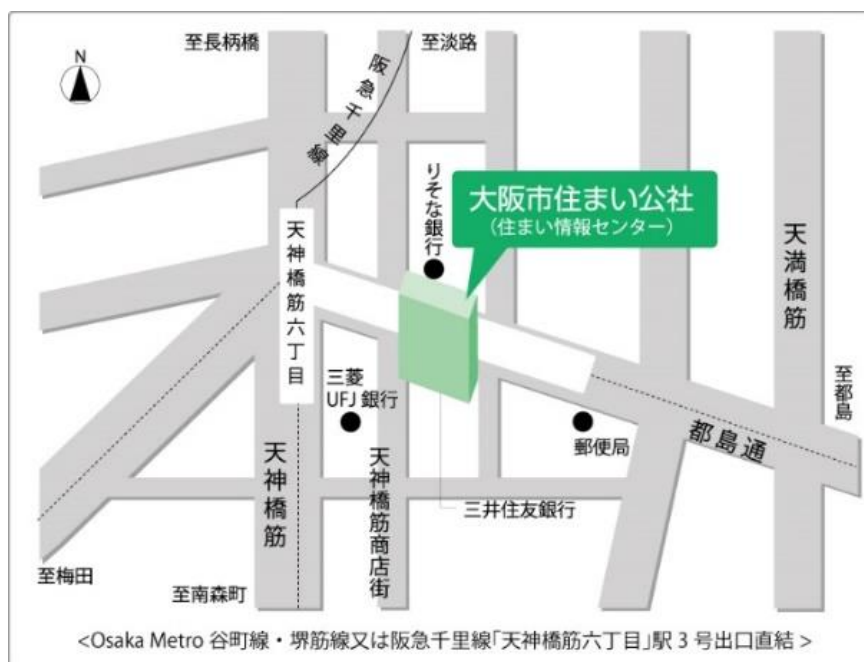 至長柄橋
至淡路
N
阪急千里線
りそな銀行
大阪市住まい公社
（住まい情報センター）
天満橋筋
天神橋筋六丁目
三菱
UFJ 銀行
至都島
郵便局
都島通
天神橋筋
天神橋筋商店街
三井住友銀行
至梅田
至南森町
<Osaka Metro 谷町線・堺筋線又は阪急千里線「天神橋筋六丁目」駅 3 号出口直結 >